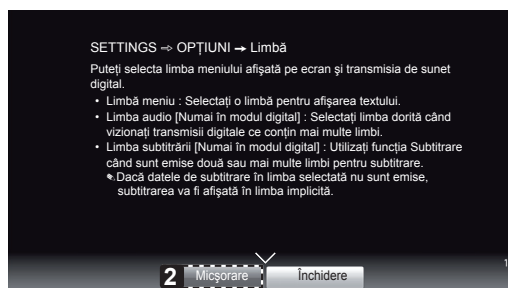 SETTINGS ⇨ OPŢIUNI → Limbă
Puteţi selecta limba meniului afişată pe ecran şi transmisia de sunet
digital.
• Limbă meniu : Selectaţi o limbă pentru afişarea textului.
• Limba audio [Numai în modul digital] : Selectaţi limba dorită când
vizionaţi transmisii digitale ce conţin mai multe limbi.
• Limba subtitrării [Numai în modul digital] : Utilizaţi funcţia Subtitrare
când sunt emise două sau mai multe limbi pentru subtitrare.
✎Dacă datele de subtitrare în limba selectată nu sunt emise,
subtitrarea va fi afişată în limba implicită.
1
2 Micşorare Închidere